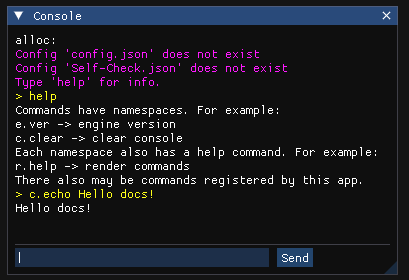 Console
alloc:
Config 'config.json' does not exist
Config 'Self-Check.json' does not exist
Type 'help' for info.
> help
Commands have namespaces. For example:
e.ver -> engine version
c.clear -> clear console
Each namespace also has a help command. For example:
r.help -> render commands
There also may be commands registered by this app.
> c.echo Hello docs!
Hello docs!
Send